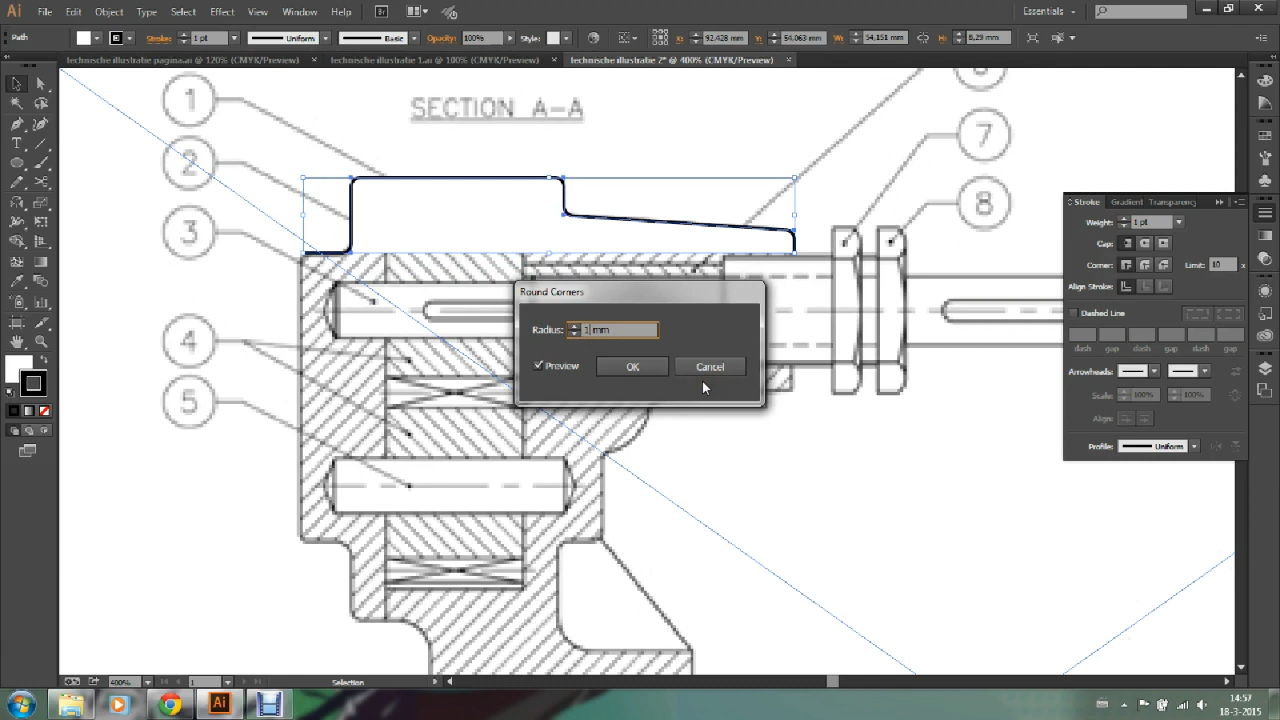 Ai File Edit Object Type Select Effect View Window Help Br Essentials
Path Stroke: 1 pt Uniform Basic Opacity: 100% Style: X: 92,428 mm Y: 54,063 mm W: 54,151 mm H: 8,29 mm
technische illustratie pagina.ai @ 120% (CMYK/Preview) × technische illustratie 1.ai @ 100% (CMYK/Preview) × technische illustratie 2* @ 400% (CMYK/Preview) ×
1
SECTION A-A
7
2
8
Stroke Gradient Transparency
Weight: 1 pt
3
Cap:
Corner: Limit: 10 x
Align Stroke:
Round Corners
Dashed Line
Radius: 1 mm
dash gap dash gap dash gap
4
Preview OK Cancel
Arrowheads:
Scale: 100% 100%
5
Align:
Profile: Uniform
400% 1 Selection
Ai
14:57
18-3-2015